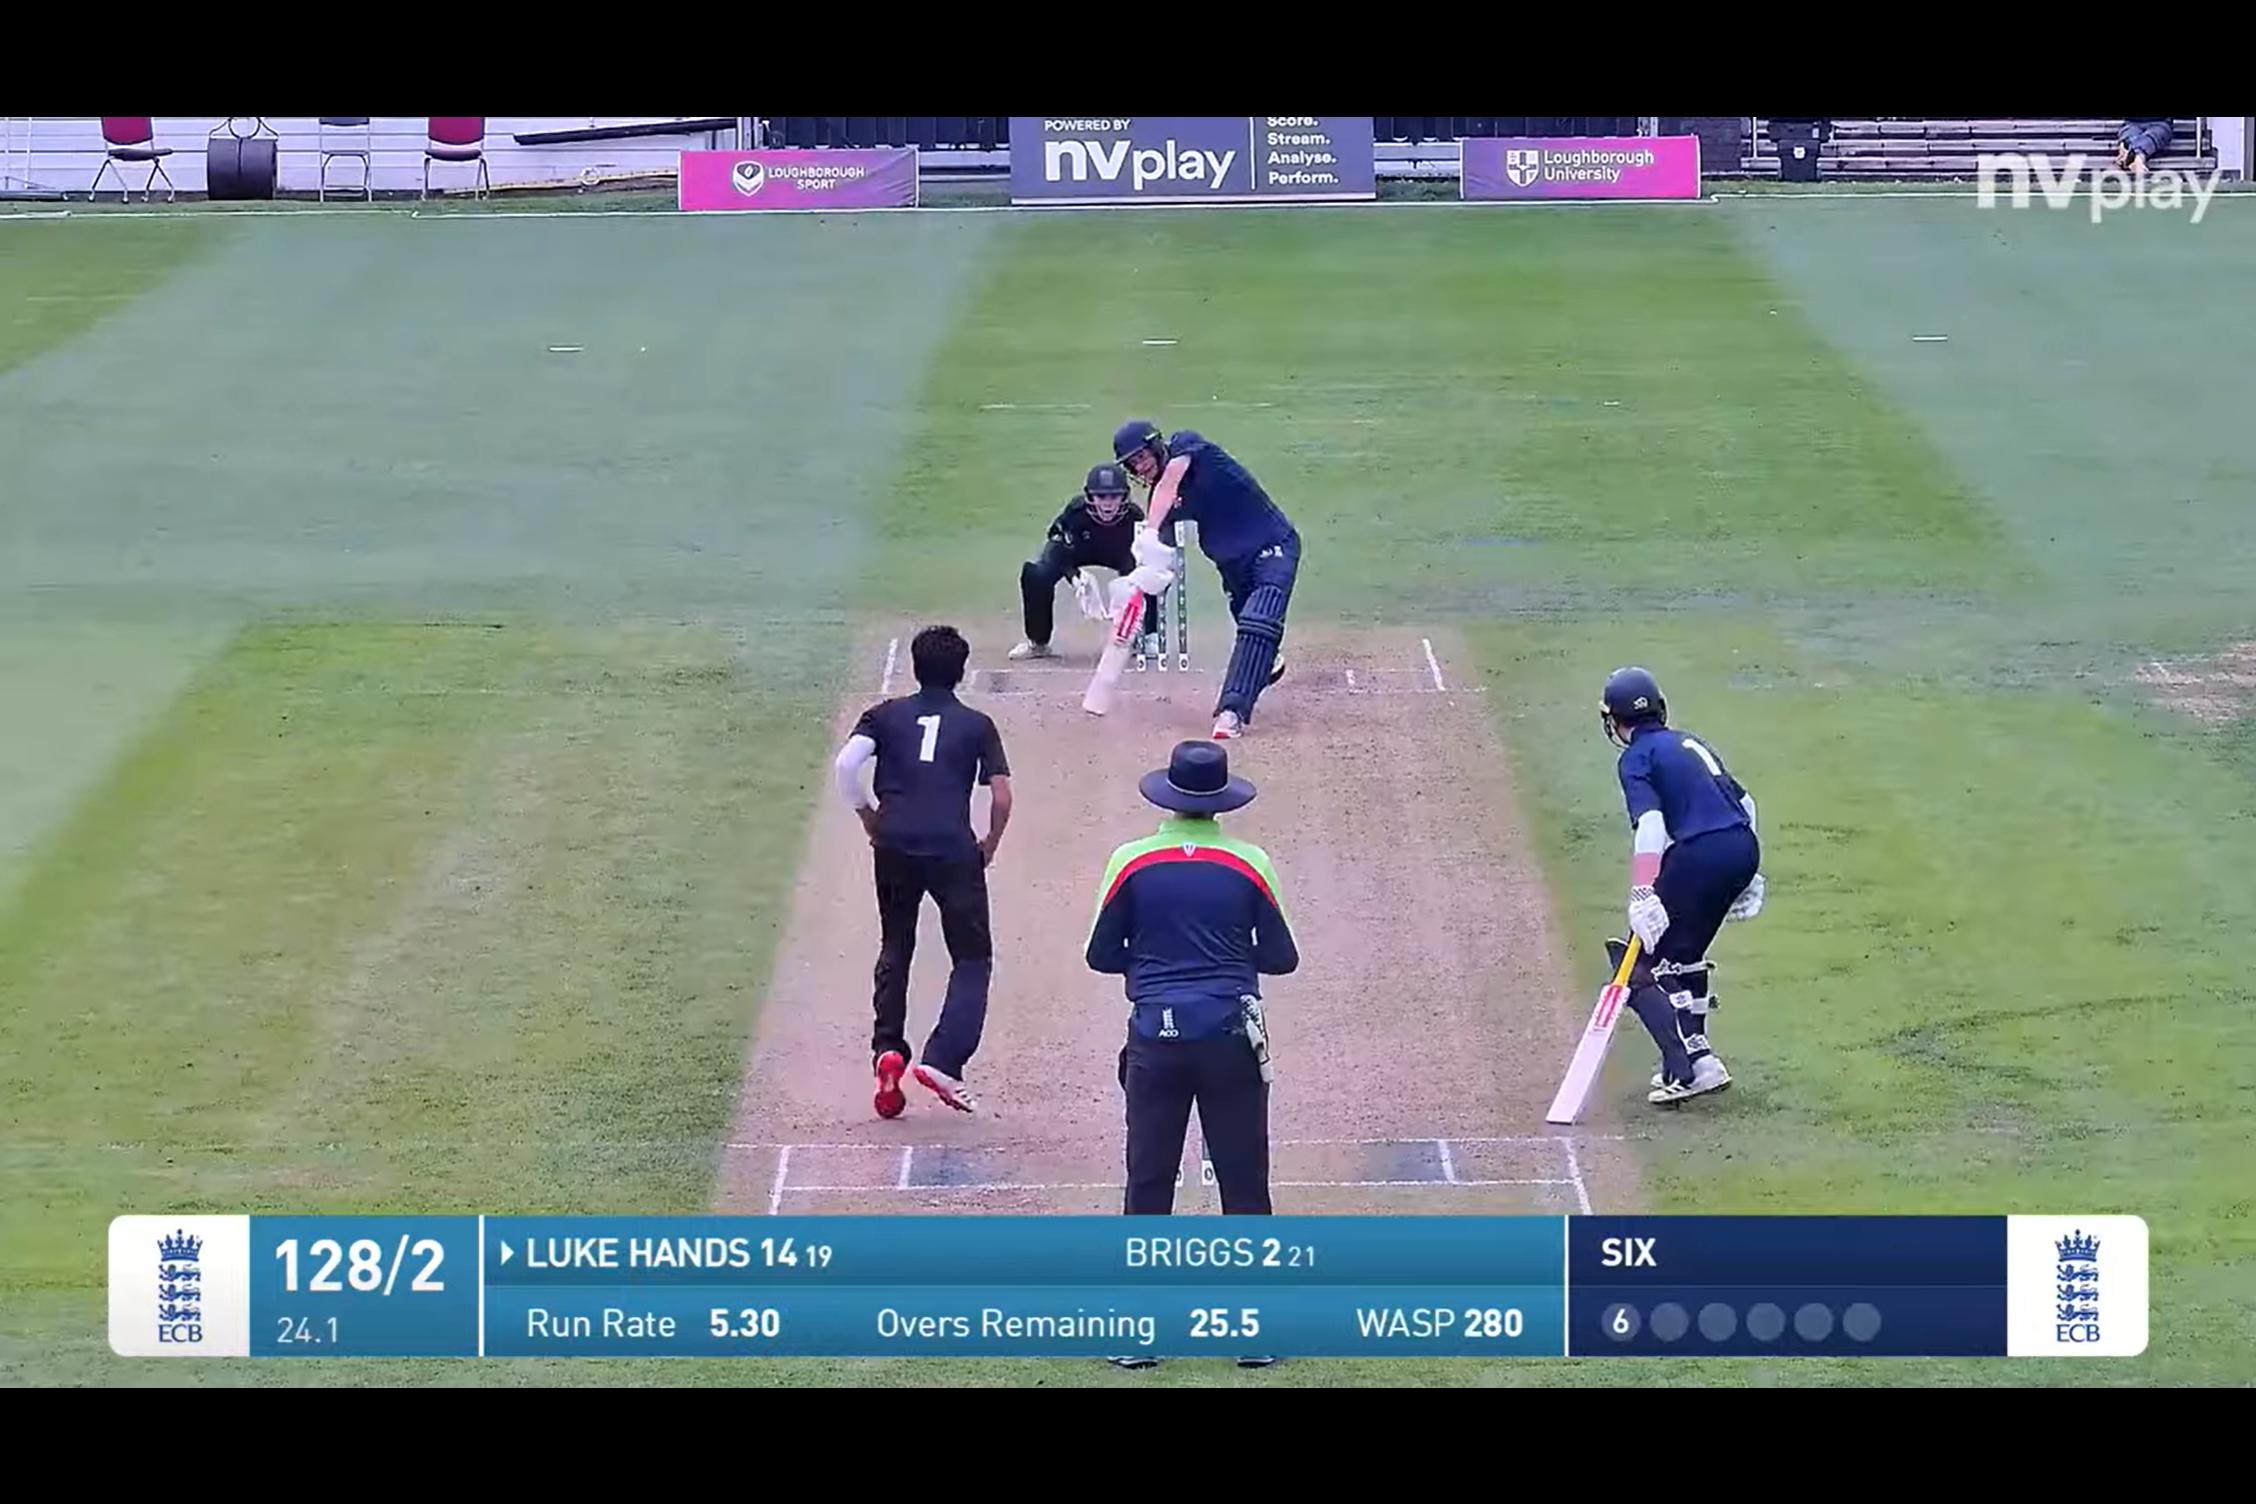 POWERED BY
nvplay
Score.
Stream.
Analyse.
Perform.
LOUGHBOROUGH
SPORT
Loughborough
University
nvplay
1
1
ACO
ECB
128/2
24.1
LUKE HANDS 14 19
BRIGGS 2 21
Run Rate 5.30
Overs Remaining 25.5
WASP 280
SIX
6
ECB